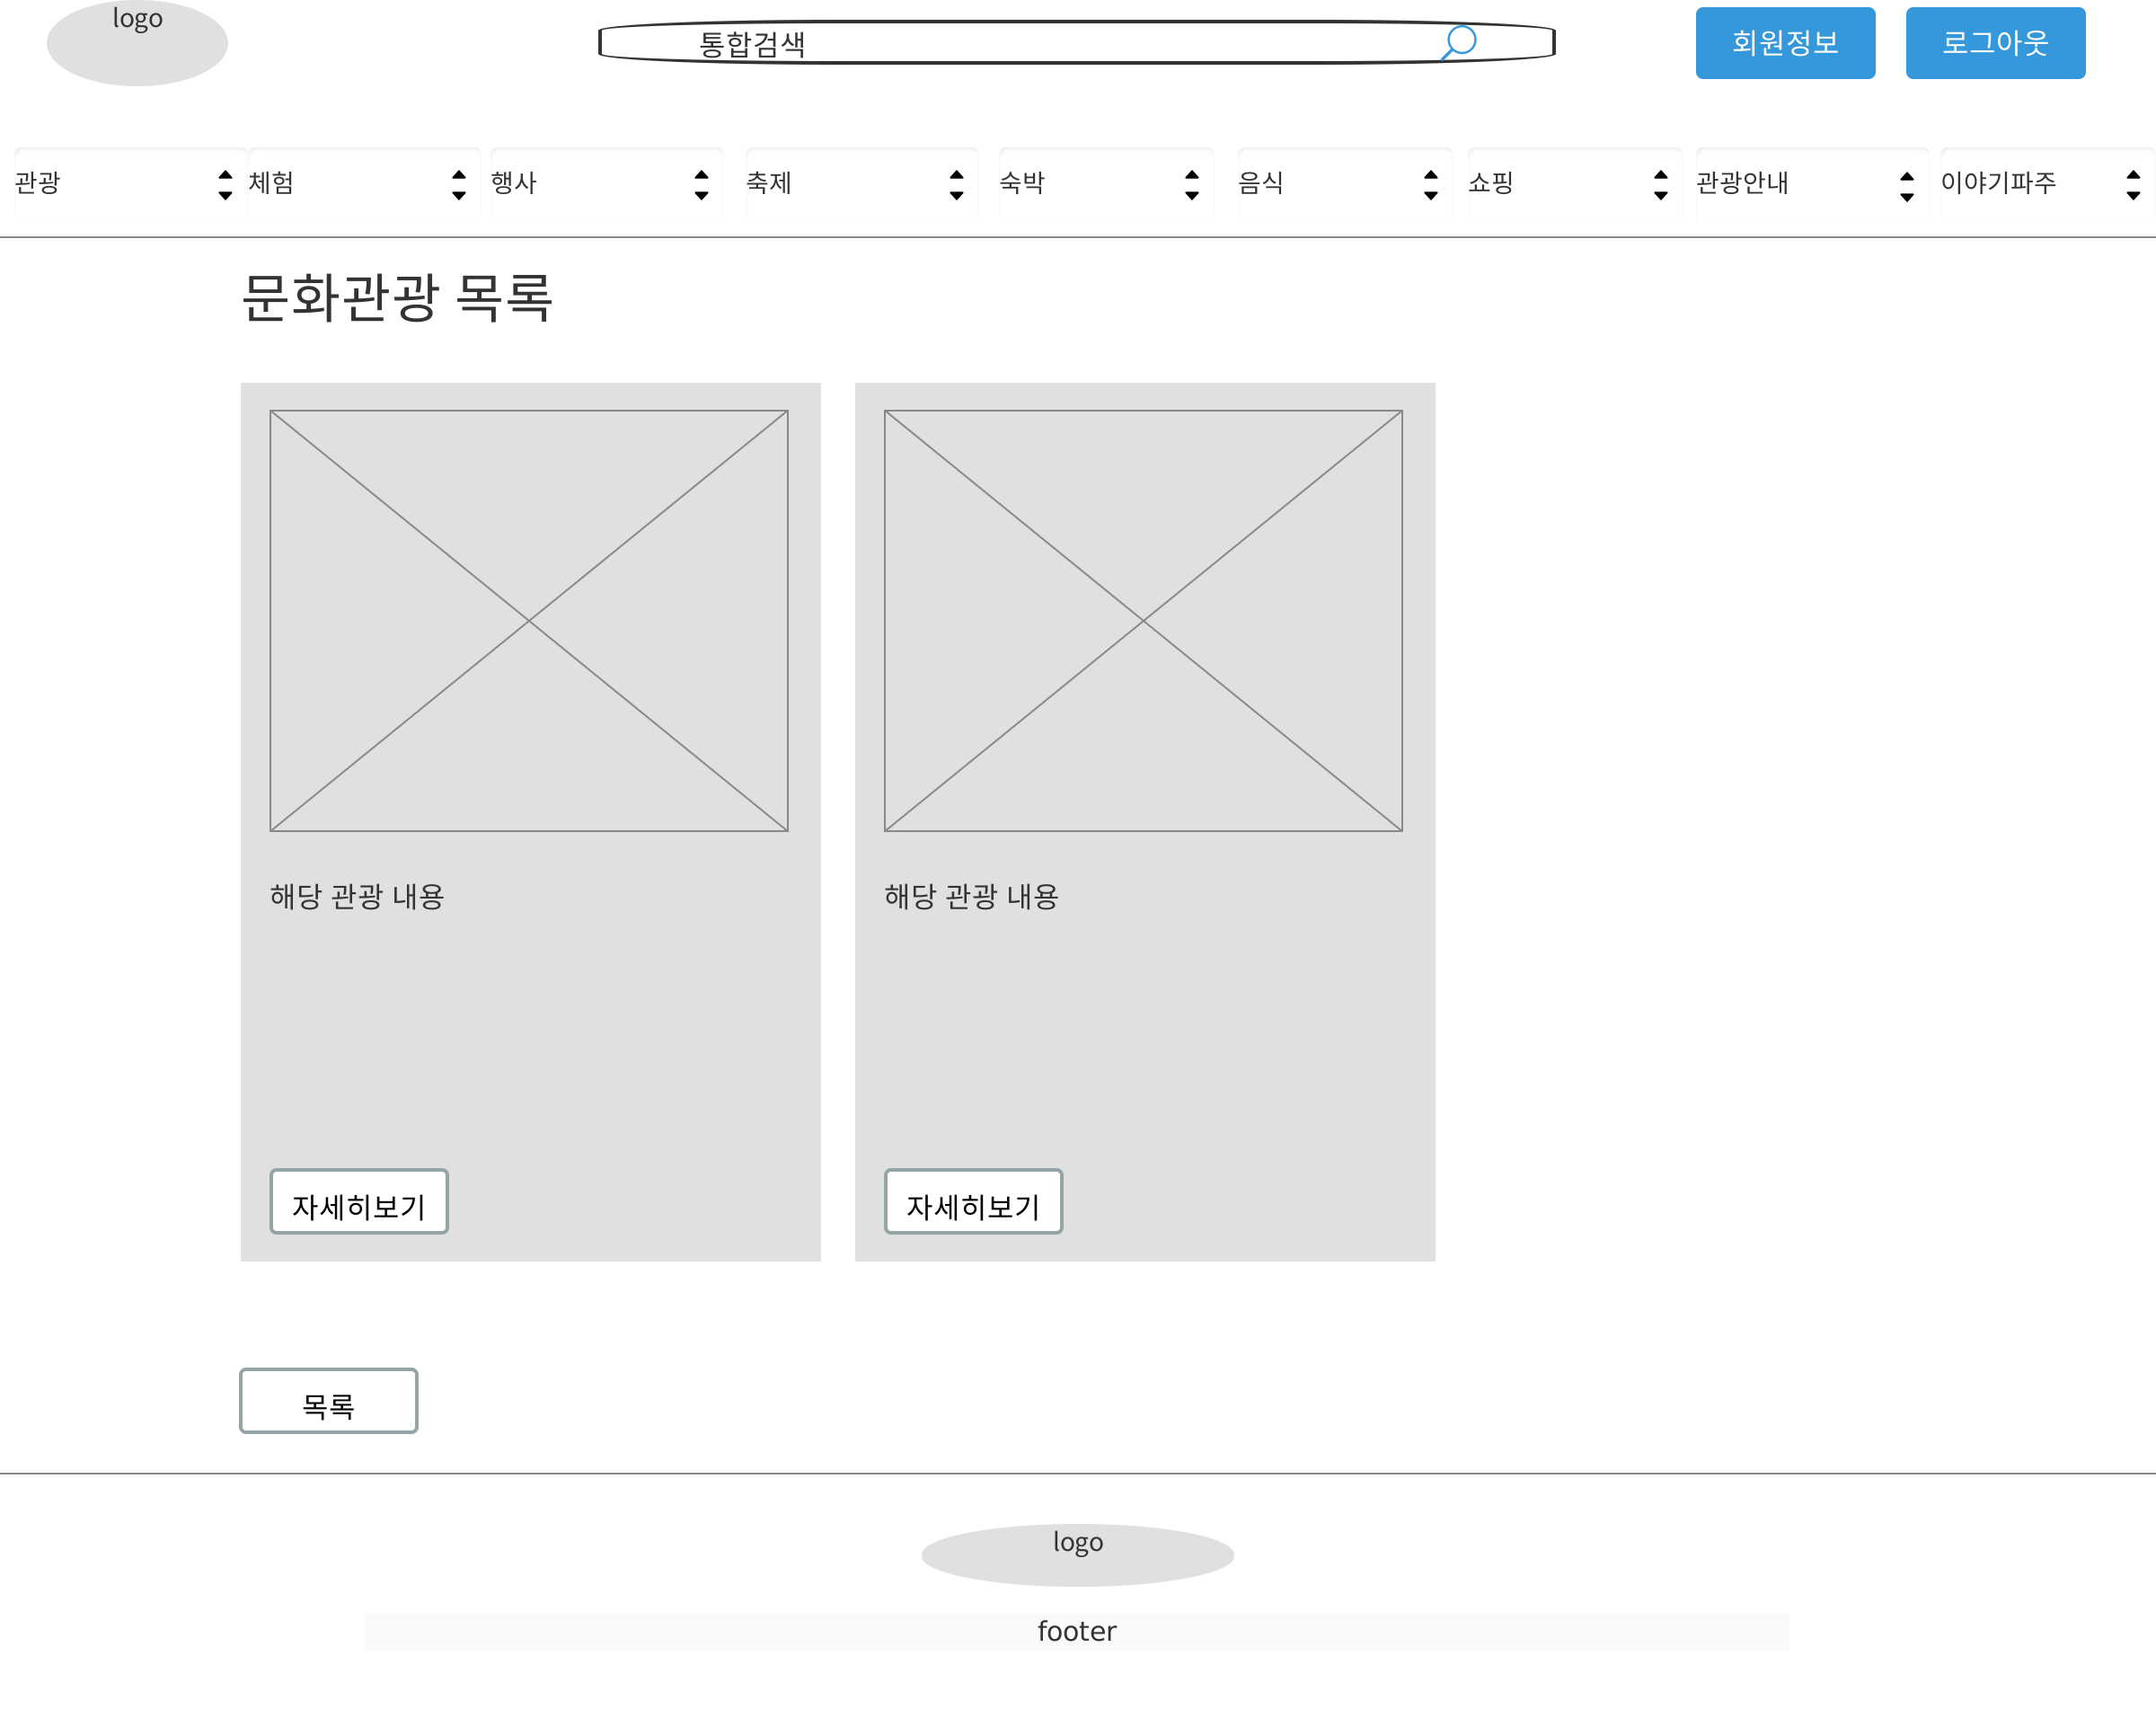 logo
통합검색
회원정보
로그아웃
관광
체험
행사
축제
숙박
음식
쇼핑
관광안내
이야기파주
문화관광 목록
해당 관광 내용
해당 관광 내용
자세히보기
자세히보기
목록
logo
footer